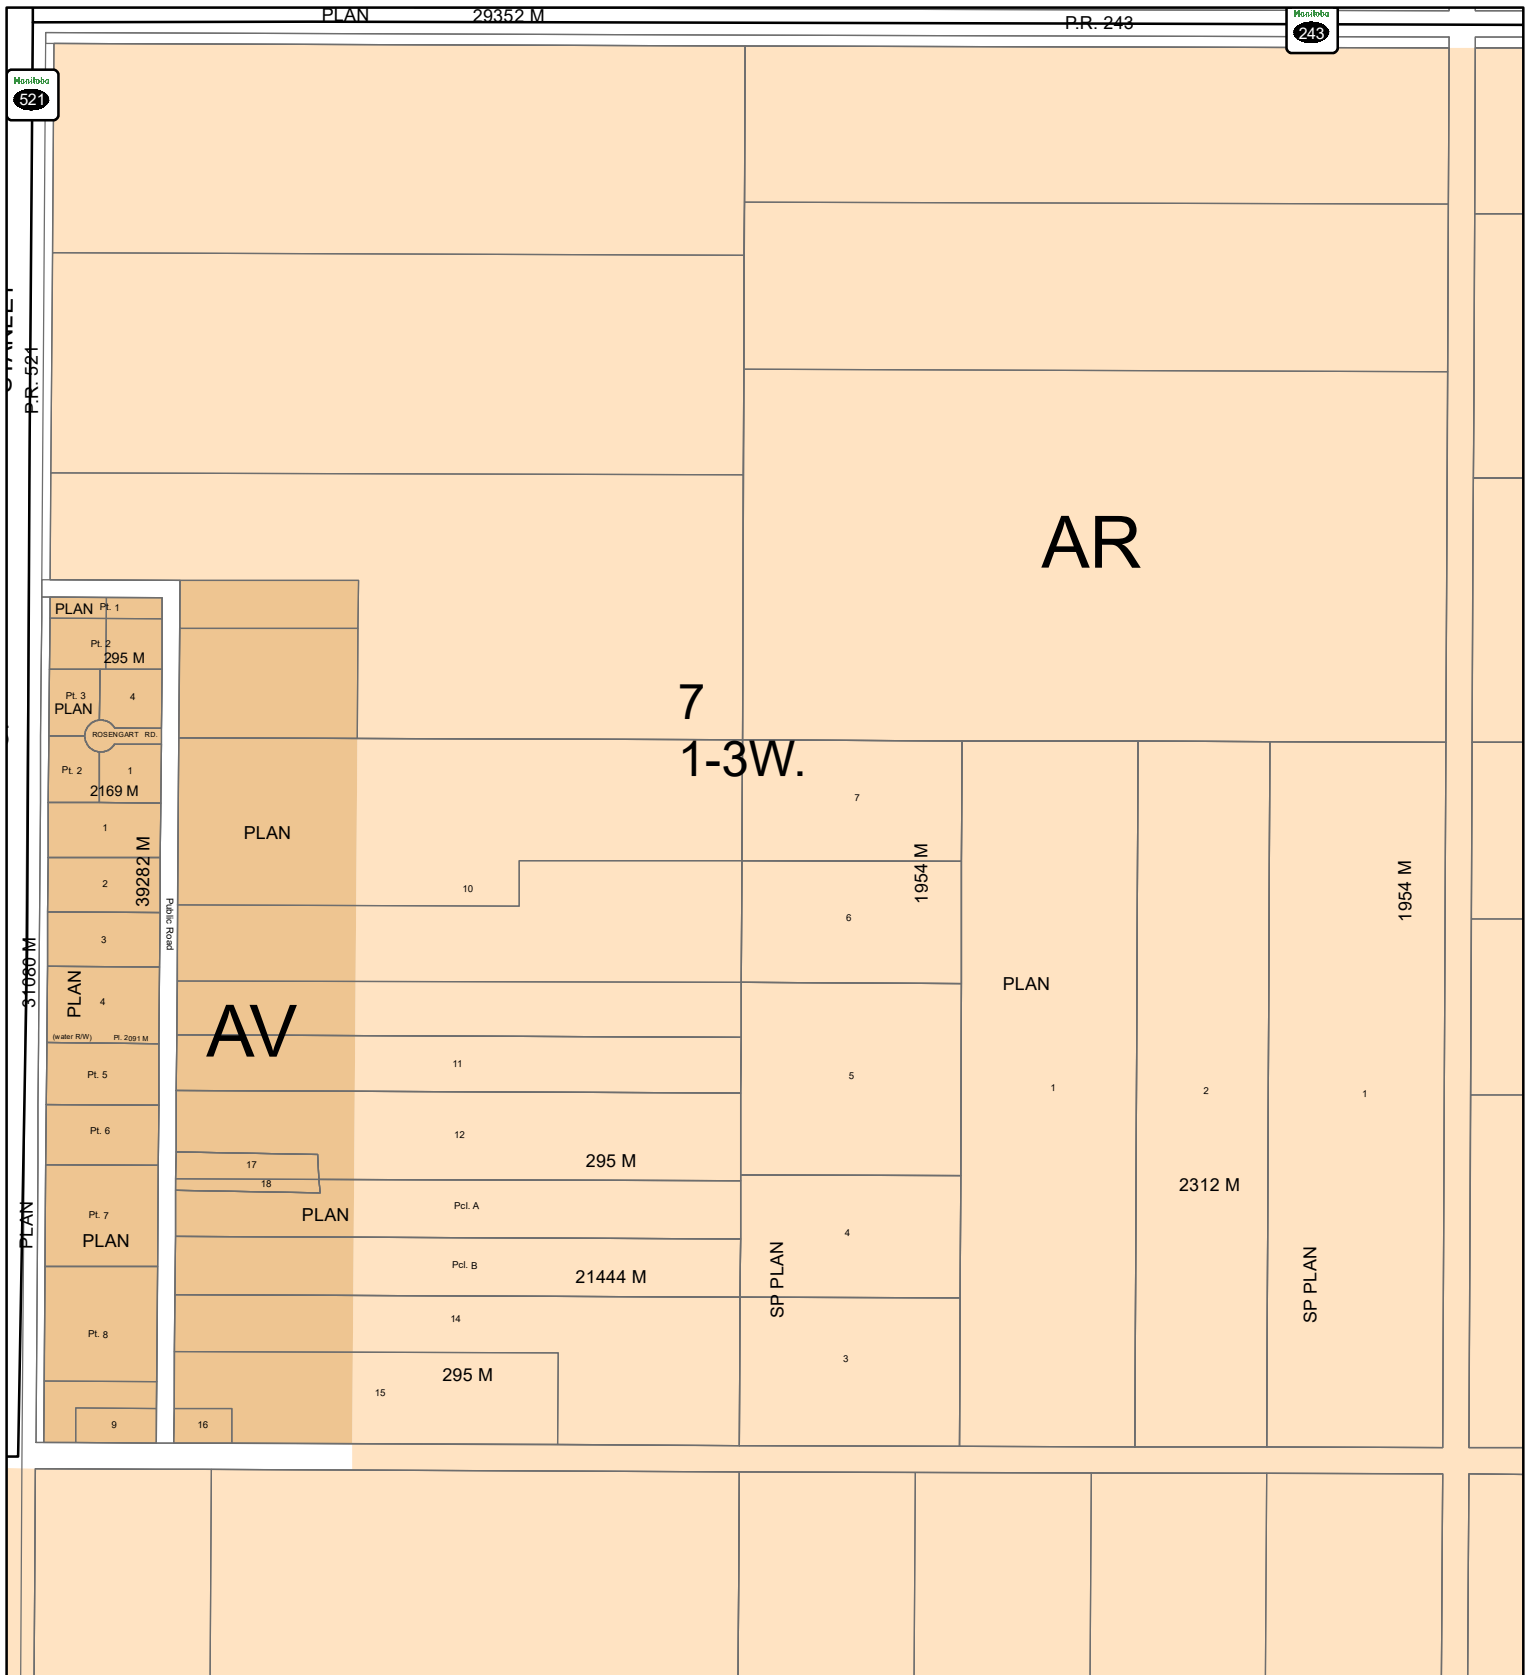 PLAN 29352 M
P.R. 243
Manitoba
243
Manitoba
521
P.R. 521
AR
PLAN Pt. 1
Pt. 2
295 M
Pt. 3
4
PLAN
ROSENGART RD.
Pt. 2
1
2169 M
7
1-3W.
1
2
3
4
39282 M
Public Road
PLAN
(water R/W) Pl. 2091 M
Pt. 5
Pt. 6
Pt. 7
PLAN
Pt. 8
9
31080 M
PLAN
PLAN
10
AV
11
12
295 M
17
18
PLAN
Pcl. A
Pcl. B
21444 M
14
295 M
15
16
7
1954 M
6
5
4
SP PLAN
3
PLAN
1
2
2312 M
1954 M
1
SP PLAN